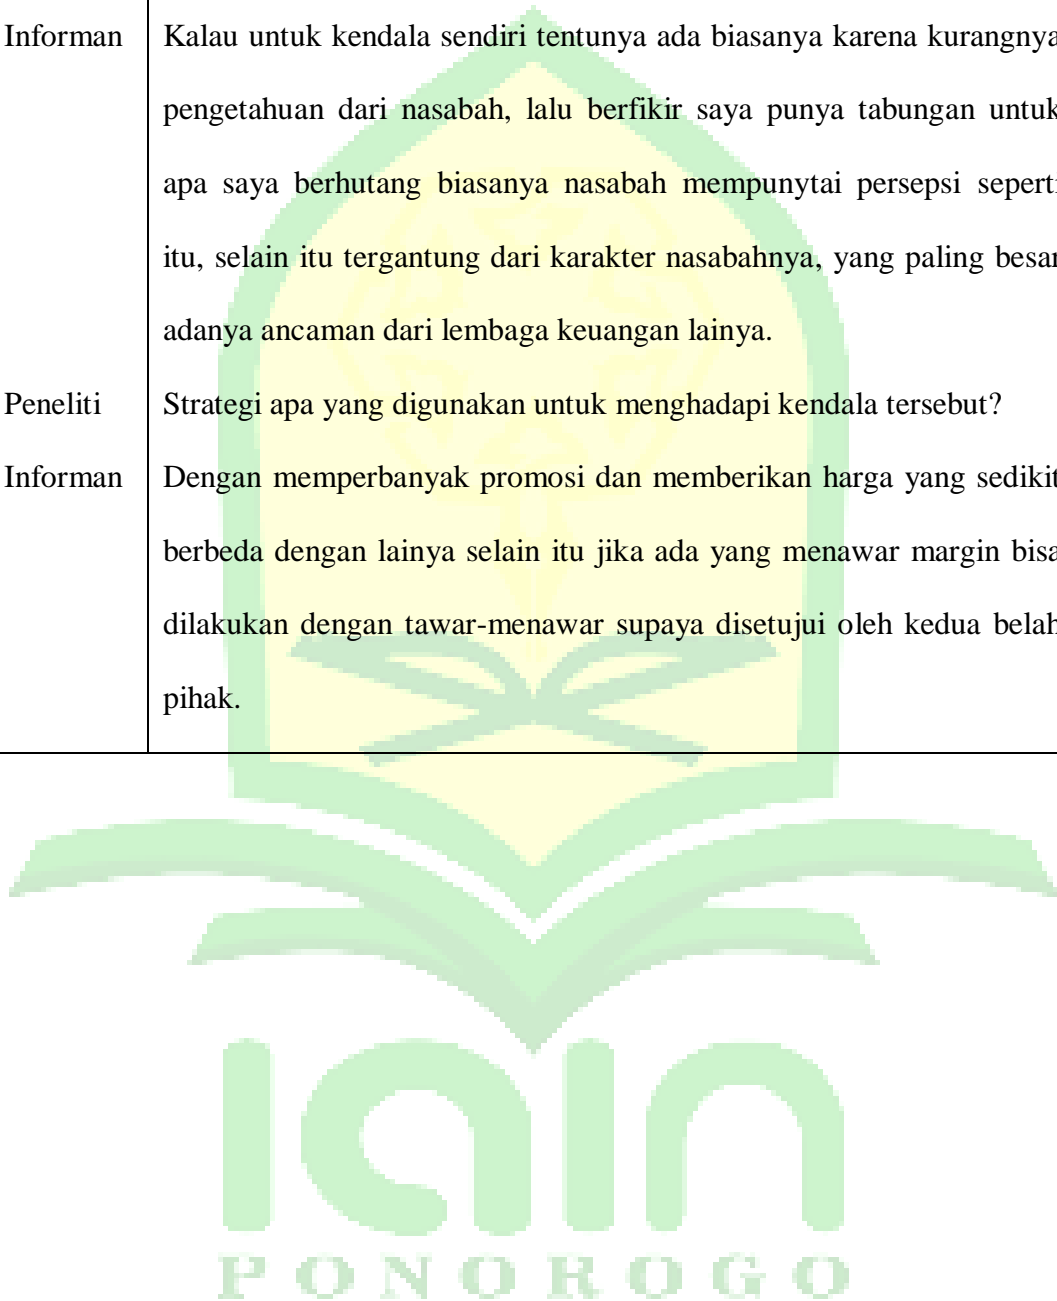 Informan Kalau untuk kendala sendiri tentunya ada biasanya karena kurangnya
pengetahuan dari nasabah, lalu berfikir saya punya tabungan untuk
apa saya berhutang biasanya nasabah mempunytai persepsi seperti
itu, selain itu tergantung dari karakter nasabahnya, yang paling besar
adanya ancaman dari lembaga keuangan lainya.
Peneliti Strategi apa yang digunakan untuk menghadapi kendala tersebut?
Informan Dengan memperbanyak promosi dan memberikan harga yang sedikit
berbeda dengan lainya selain itu jika ada yang menawar margin bisa
dilakukan dengan tawar-menawar supaya disetujui oleh kedua belah
pihak.
iain
PONOROGO